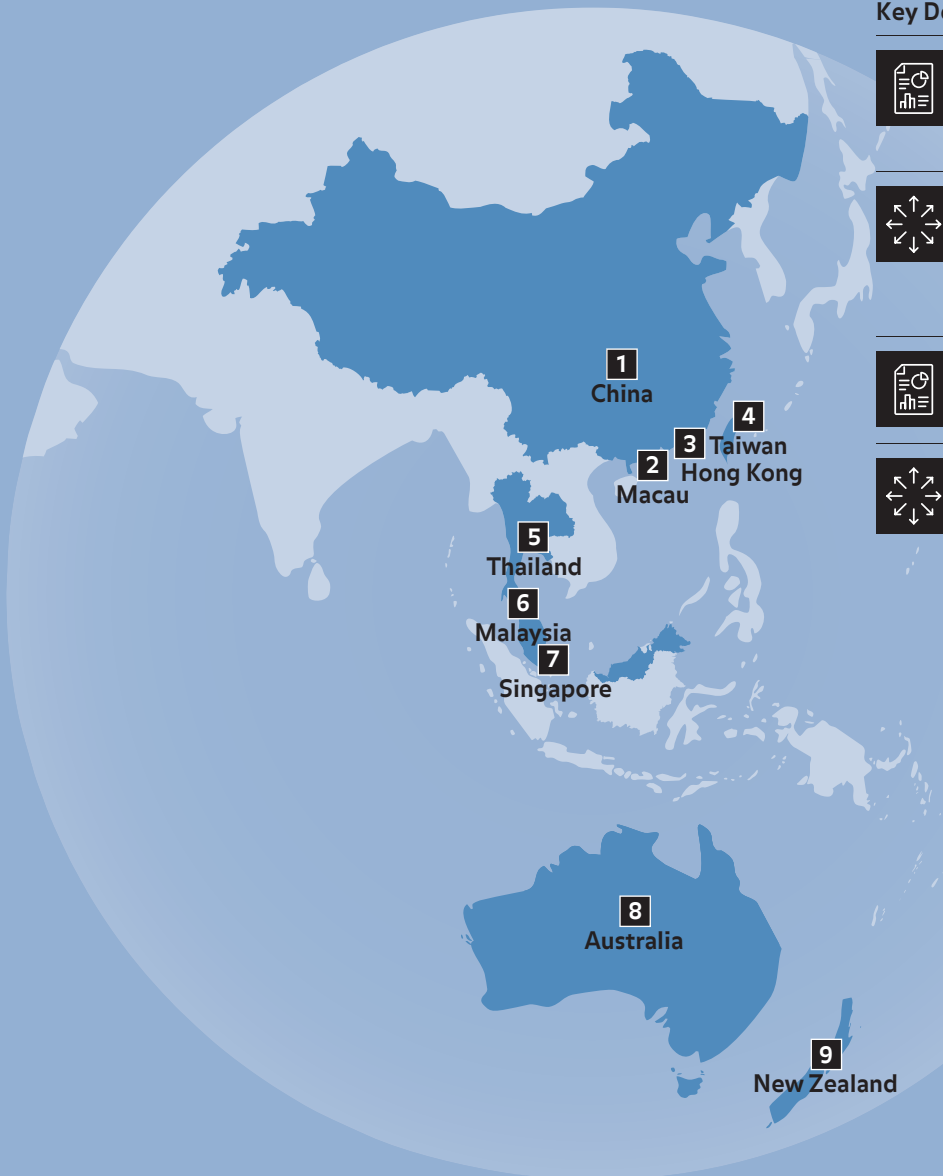 Key De
1
China
4
3
Taiwan
2
Hong Kong
Macau
5
Thailand
6
Malaysia
7
Singapore
8
Australia
9
New Zealand